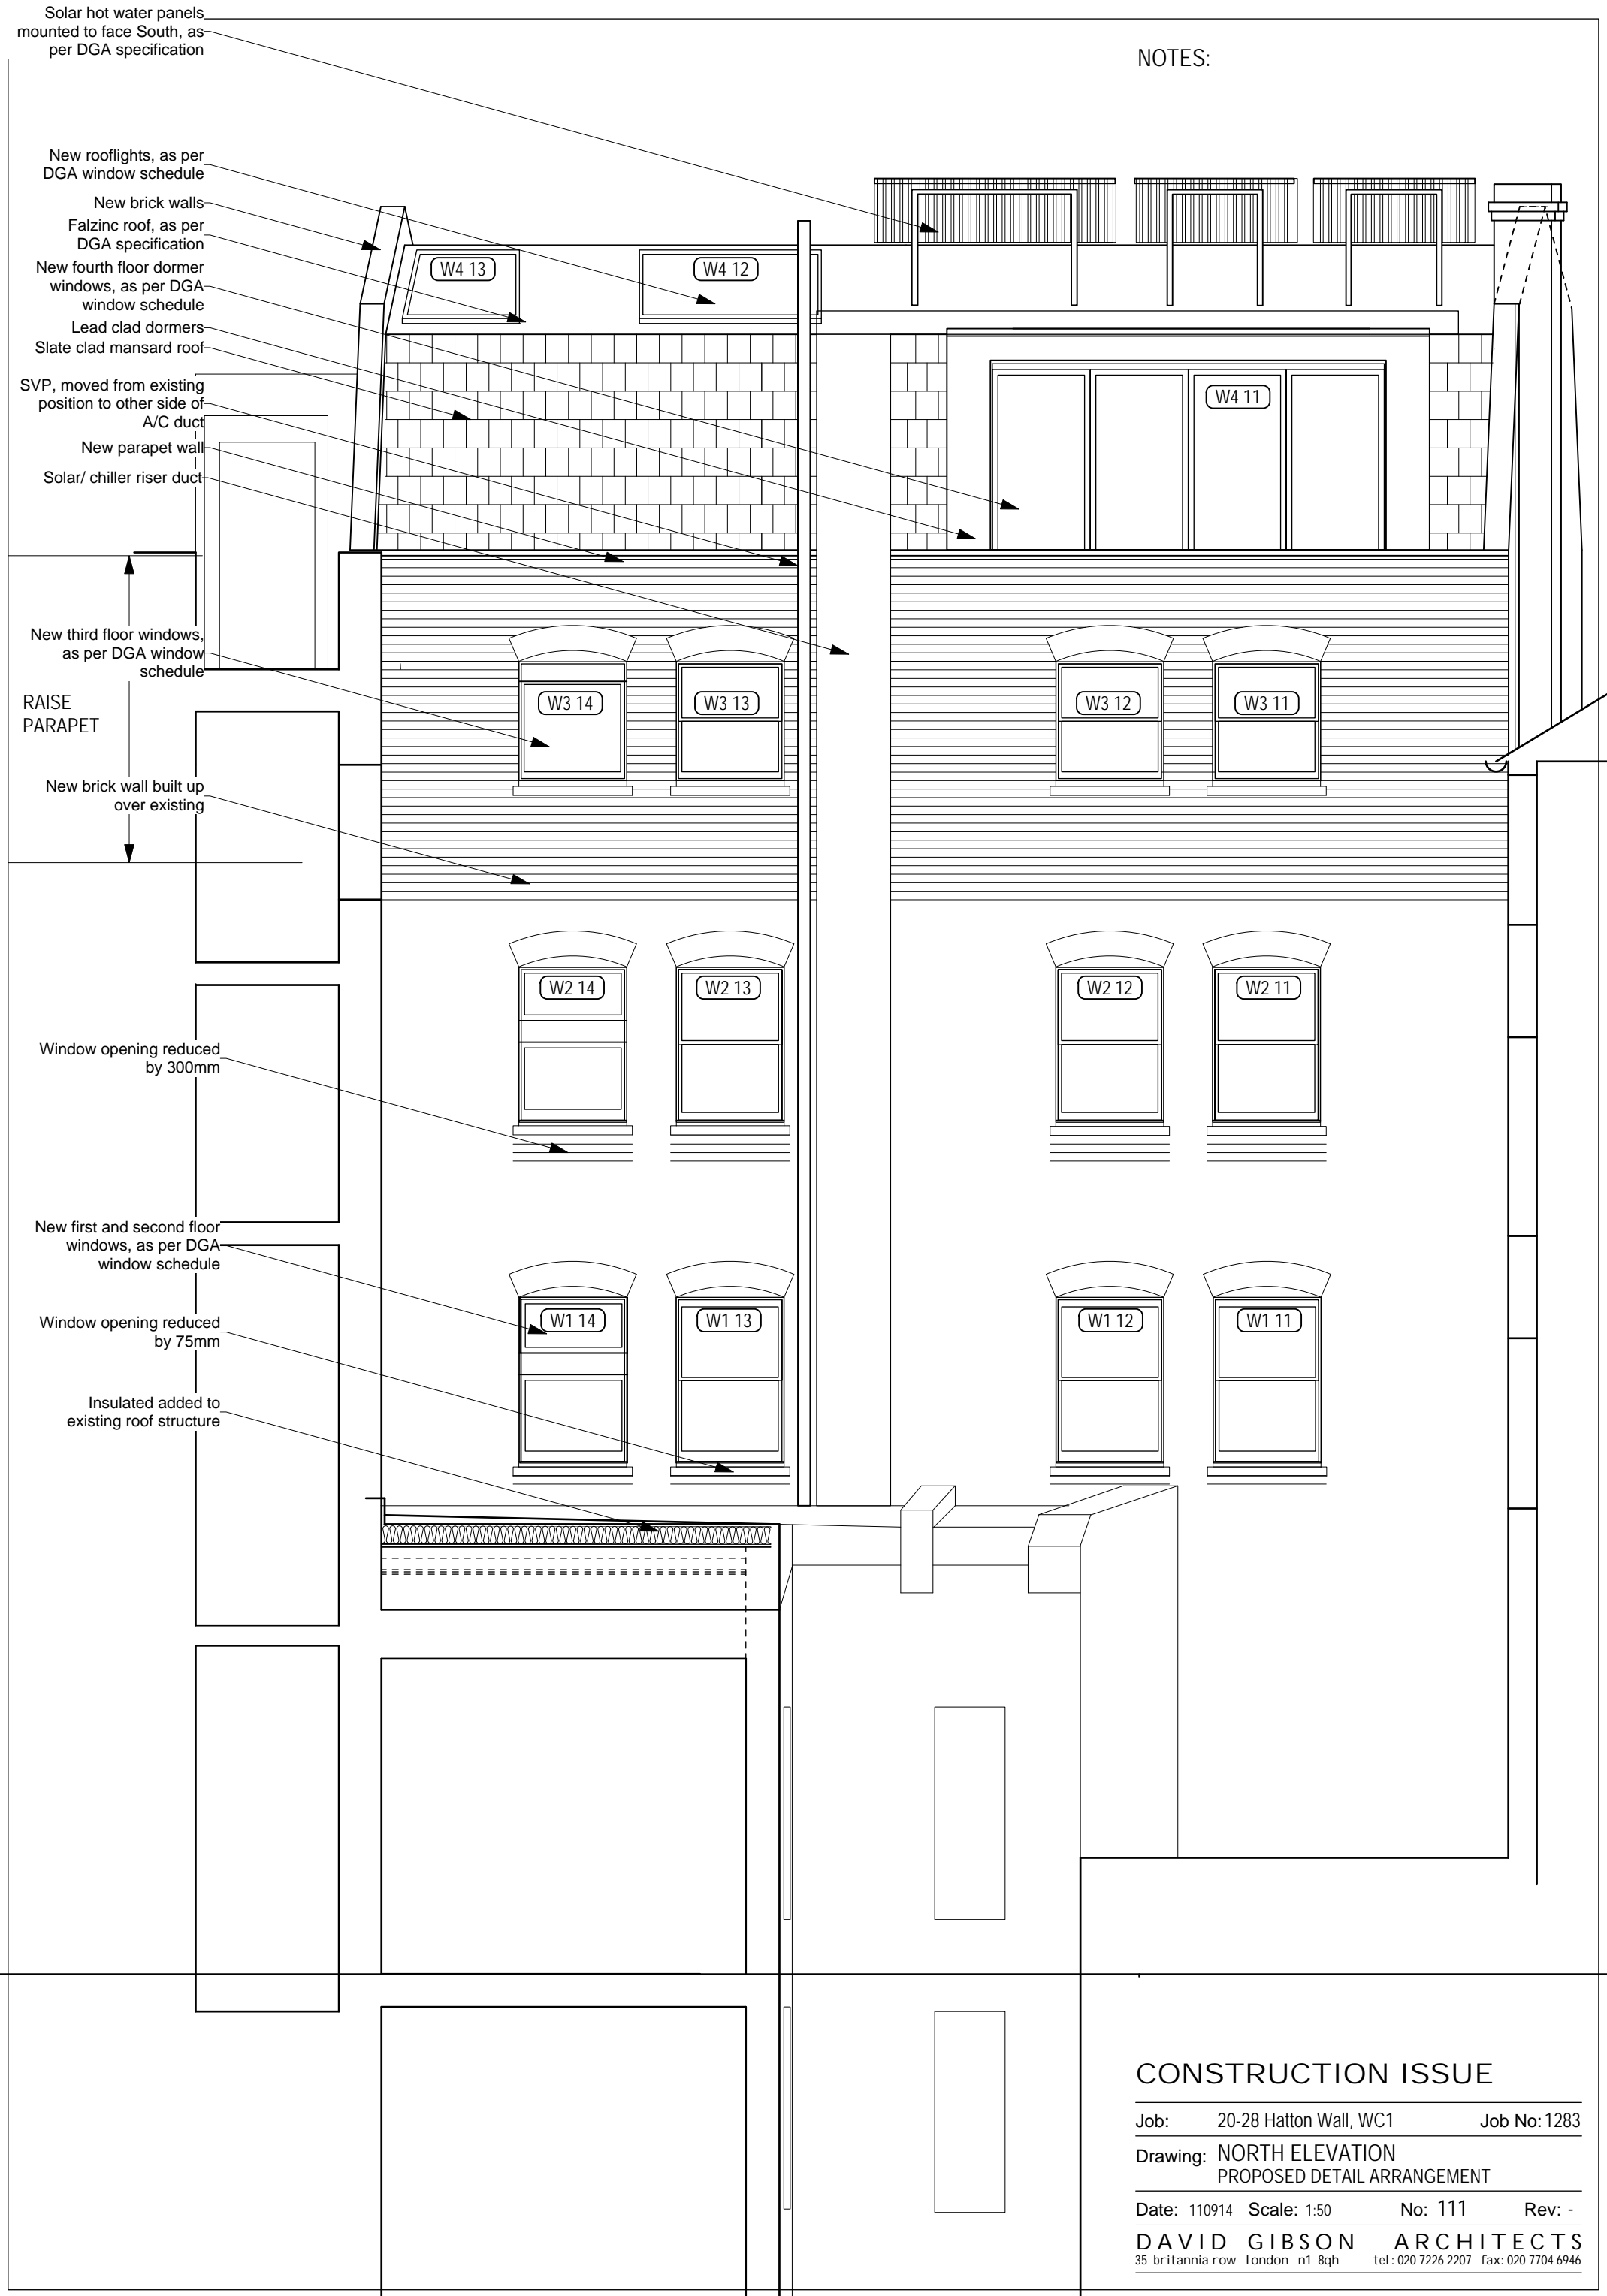 Solar hot water panels
mounted to face South, as
per DGA specification
NOTES:
New rooflights, as per
DGA window schedule
New brick walls
Falzinc roof, as per
DGA specification
New fourth floor dormer
windows, as per DGA
window schedule
Lead clad dormers
Slate clad mansard roof
SVP, moved from existing
position to other side of
A/C duct
New parapet wall
Solar/ chiller riser duct
W4 13
W4 12
W4 11
New third floor windows,
as per DGA window
schedule
RAISE
PARAPET
New brick wall built up
over existing
W3 14
W3 13
W3 12
W3 11
W2 14
W2 13
W2 12
W2 11
Window opening reduced
by 300mm
New first and second floor
windows, as per DGA
window schedule
Window opening reduced
by 75mm
Insulated added to
existing roof structure
W1 14
W1 13
W1 12
W1 11
CONSTRUCTION ISSUE
Job: 20-28 Hatton Wall, WC1 Job No: 1283
Drawing: NORTH ELEVATION
PROPOSED DETAIL ARRANGEMENT
Date: 110914 Scale: 1:50 No: 111 Rev: -
DAVID GIBSON ARCHITECTS
35 britannia row london n1 8qh tel: 020 7226 2207 fax: 020 7704 6946